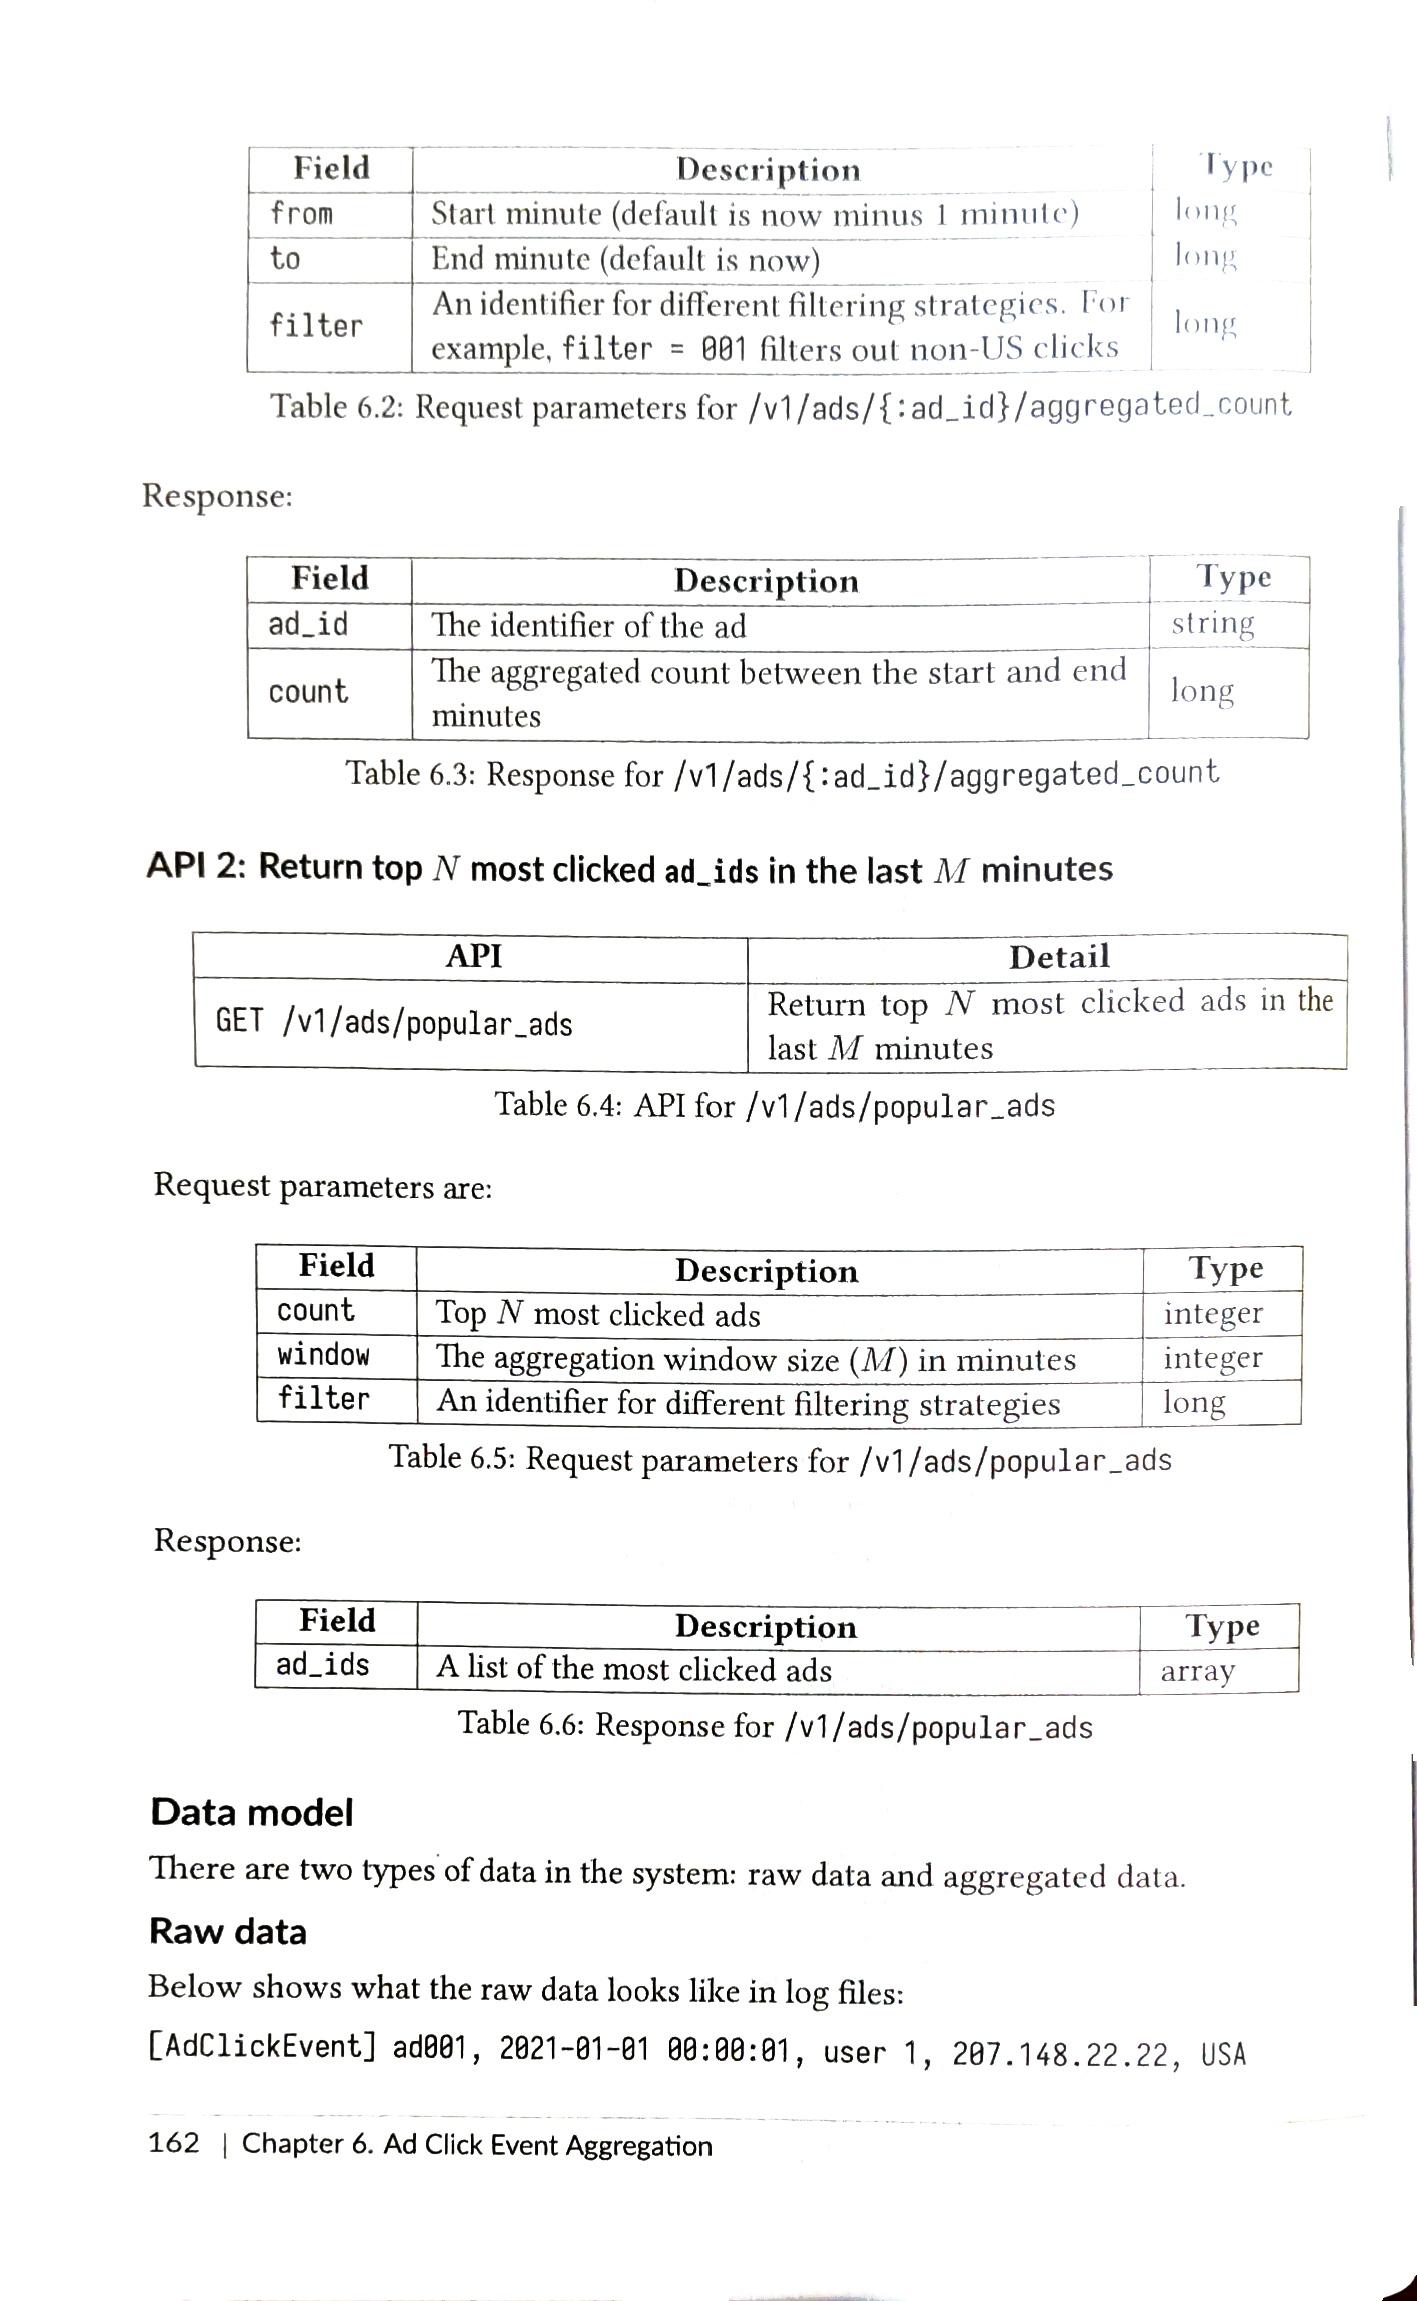 Field Description Type
from Start minute (default is now minus 1 minute) long
to End minute (default is now) long
filter An identifier for different filtering strategies. For example, filter = 001 filters out non-US clicks long
Table 6.2: Request parameters for /v1/ads/{:ad_id}/aggregated_count
Response:
Field Description Type
ad_id The identifier of the ad string
count The aggregated count between the start and end minutes long
Table 6.3: Response for /v1/ads/{:ad_id}/aggregated_count
API 2: Return top N most clicked ad_ids in the last M minutes
API Detail
GET /v1/ads/popular_ads Return top N most clicked ads in the last M minutes
Table 6.4: API for /v1/ads/popular_ads
Request parameters are:
Field Description Type
count Top N most clicked ads integer
window The aggregation window size (M) in minutes integer
filter An identifier for different filtering strategies long
Table 6.5: Request parameters for /v1/ads/popular_ads
Response:
Field Description Type
ad_ids A list of the most clicked ads array
Table 6.6: Response for /v1/ads/popular_ads
Data model
There are two types of data in the system: raw data and aggregated data.
Raw data
Below shows what the raw data looks like in log files:
[AdClickEvent] ad001, 2021-01-01 00:00:01, user 1, 207.148.22.22, USA
162 | Chapter 6. Ad Click Event Aggregation